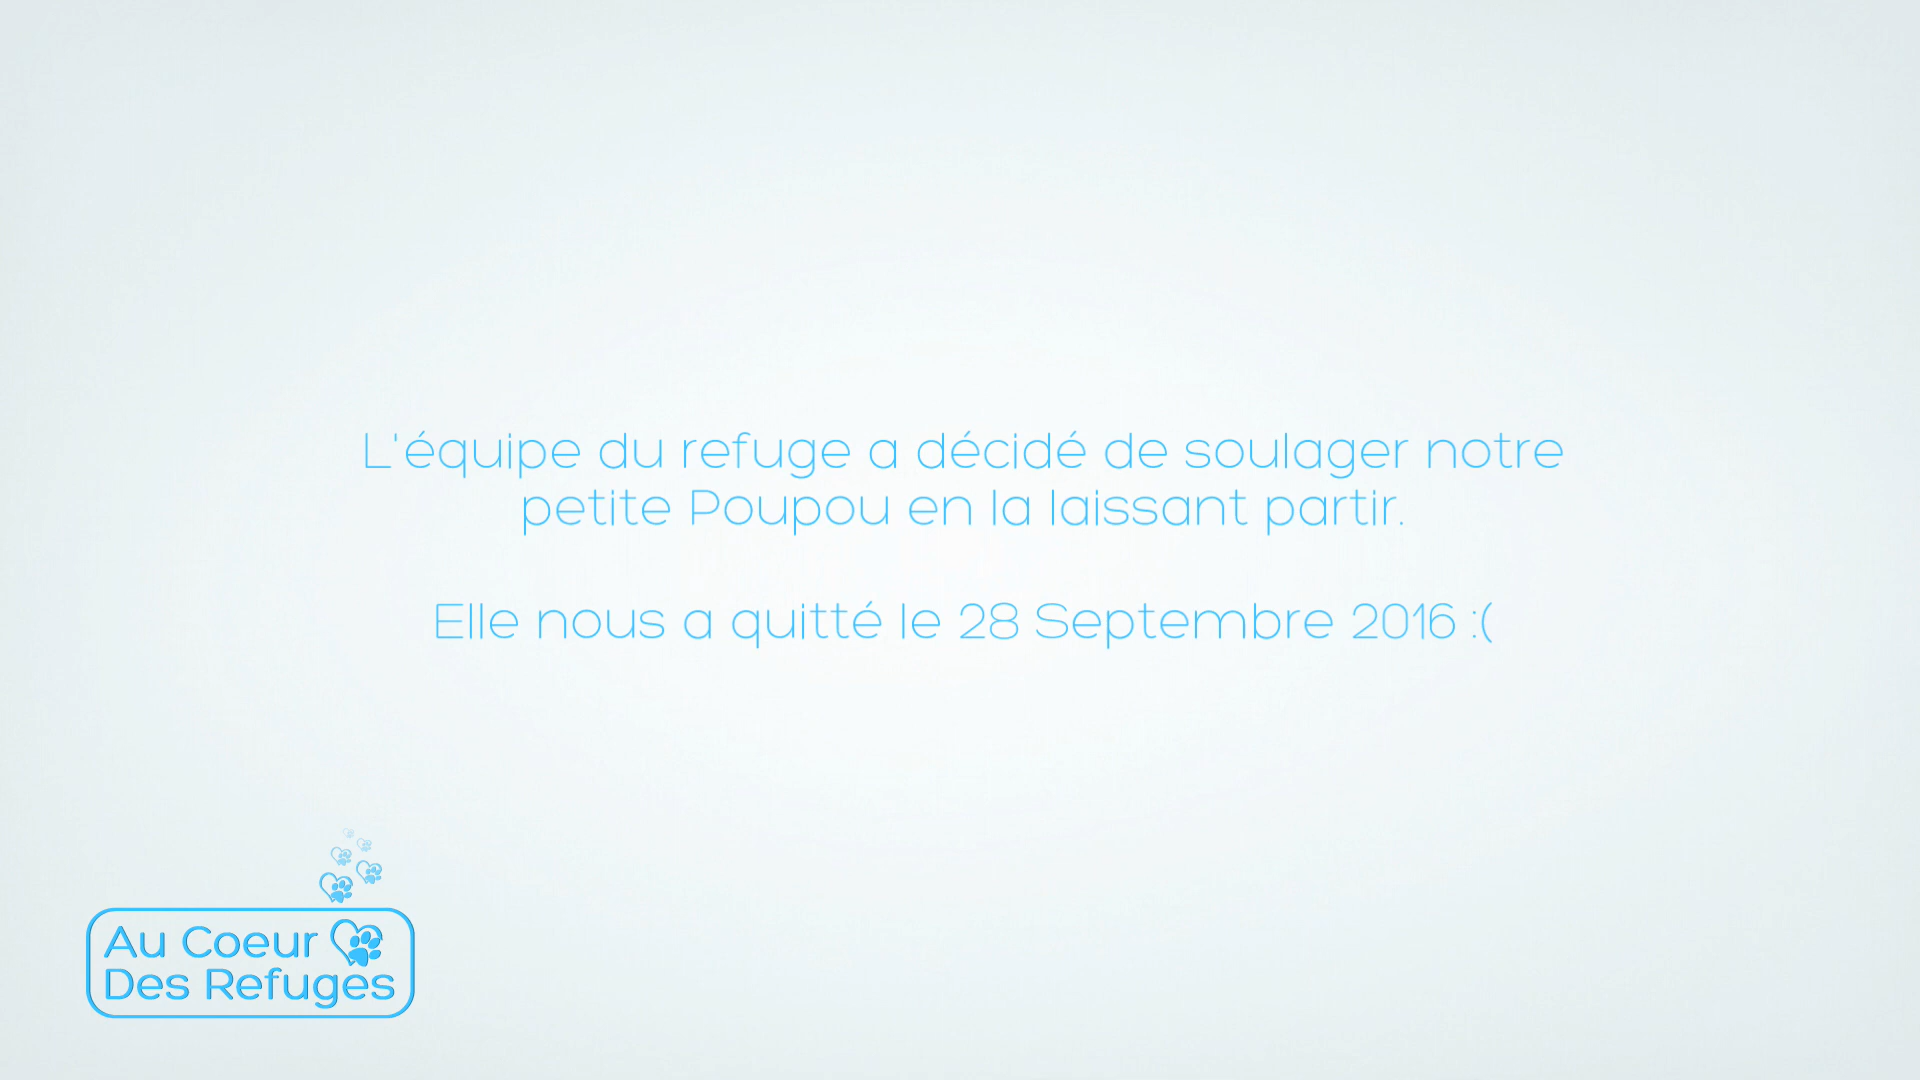 L'équipe du refuge a décidé de soulager notre
petite Poupou en la laissant partir.
Elle nous a quitté le 28 Septembre 2016 :(
Au Coeur
Des Refuges